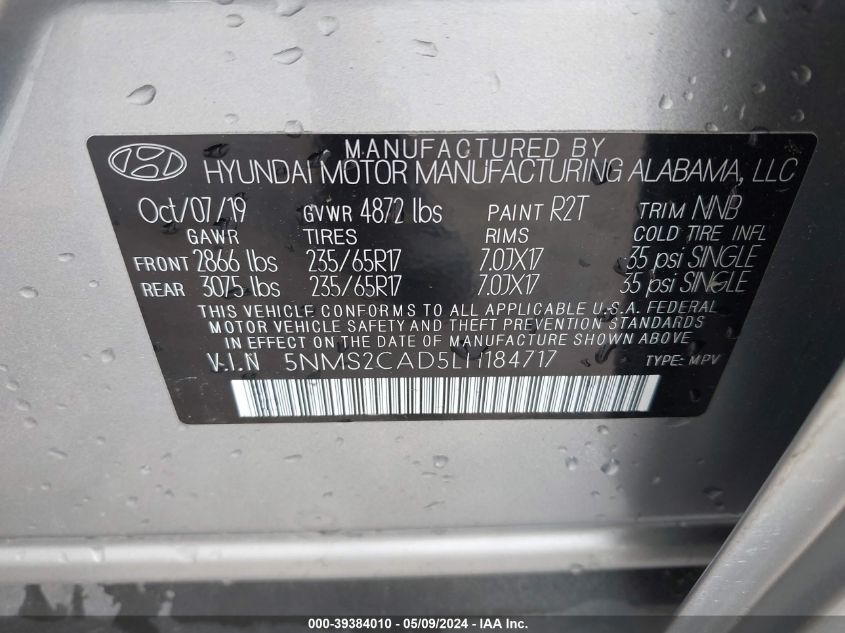 MANUFACTURED BY
HYUNDAI MOTOR MANUFACTURING ALABAMA, LLC
Oct/07/19 GVWR 4872 lbs PAINT R2T TRIM NNB
GAWR TIRES RIMS COLD TIRE INFL
FRONT 2866 lbs 235/65R17 7.0JX17 35 psi SINGLE
REAR 3075 lbs 235/65R17 7.0JX17 35 psi SINGLE
THIS VEHICLE CONFORMS TO ALL APPLICABLE U.S.A. FEDERAL
MOTOR VEHICLE SAFETY AND THEFT PREVENTION STANDARDS
IN EFFECT ON THE DATE OF MANUFACTURE SHOWN ABOVE
V.I.N 5NMS2CAD5LH184717 TYPE: MPV
000-39384010 - 05/09/2024 - IAA Inc.